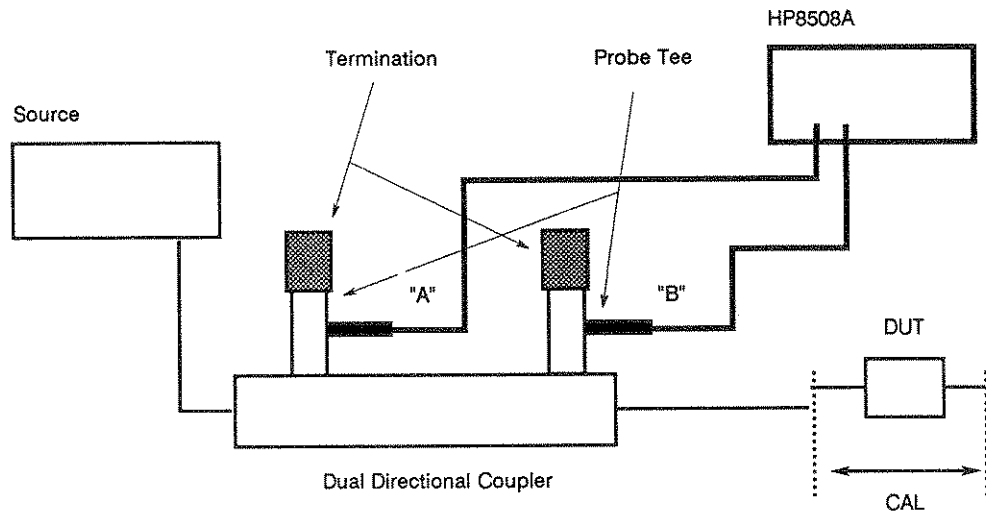 HP8508A
Termination
Probe Tee
Source
"A"
"B"
DUT
Dual Directional Coupler
CAL